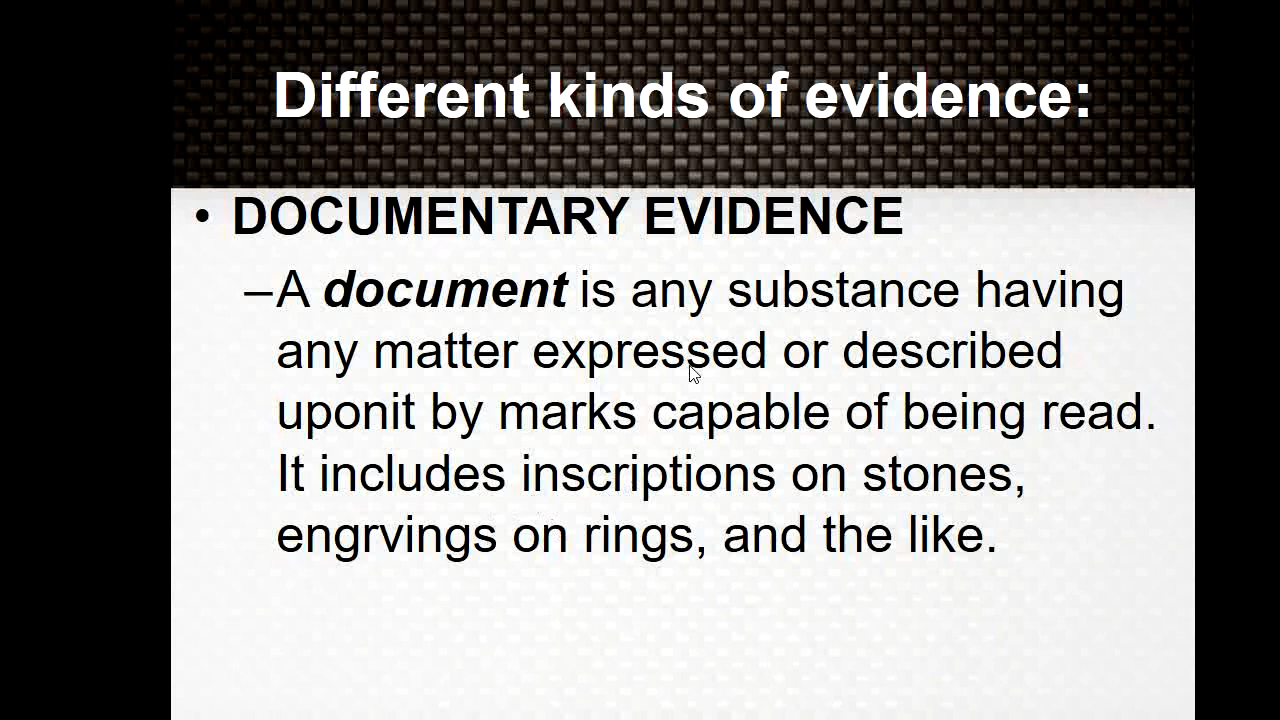 Different kinds of evidence:
• DOCUMENTARY EVIDENCE
–A document is any substance having
any matter expressed or described
uponit by marks capable of being read.
It includes inscriptions on stones,
engrvings on rings, and the like.